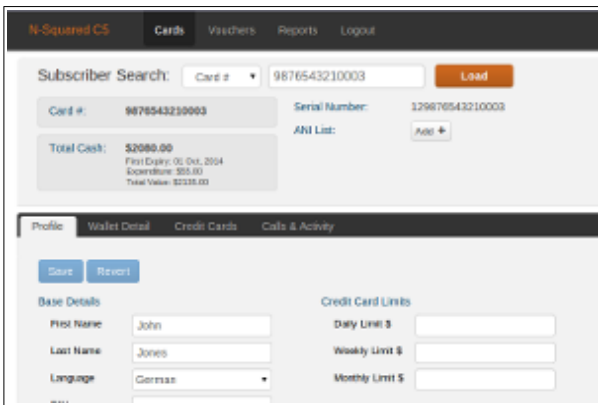 N-Squared C5 Cards Vouchers Reports Logout
Subscriber Search: Card # 9876543210003 Load
Card #: 9876543210003 Serial Number: 129876543210003
ANI List: Add +
Total Cash: $2080.00
First Expiry: 01 Oct, 2014
Expenditure: $55.00
Total Value: $2135.00
Profile Wallet Detail Credit Cards Calls & Activity
Save Revert
Base Details Credit Card Limits
First Name John Daily Limit $
Last Name Jones Weekly Limit $
Language German Monthly Limit $